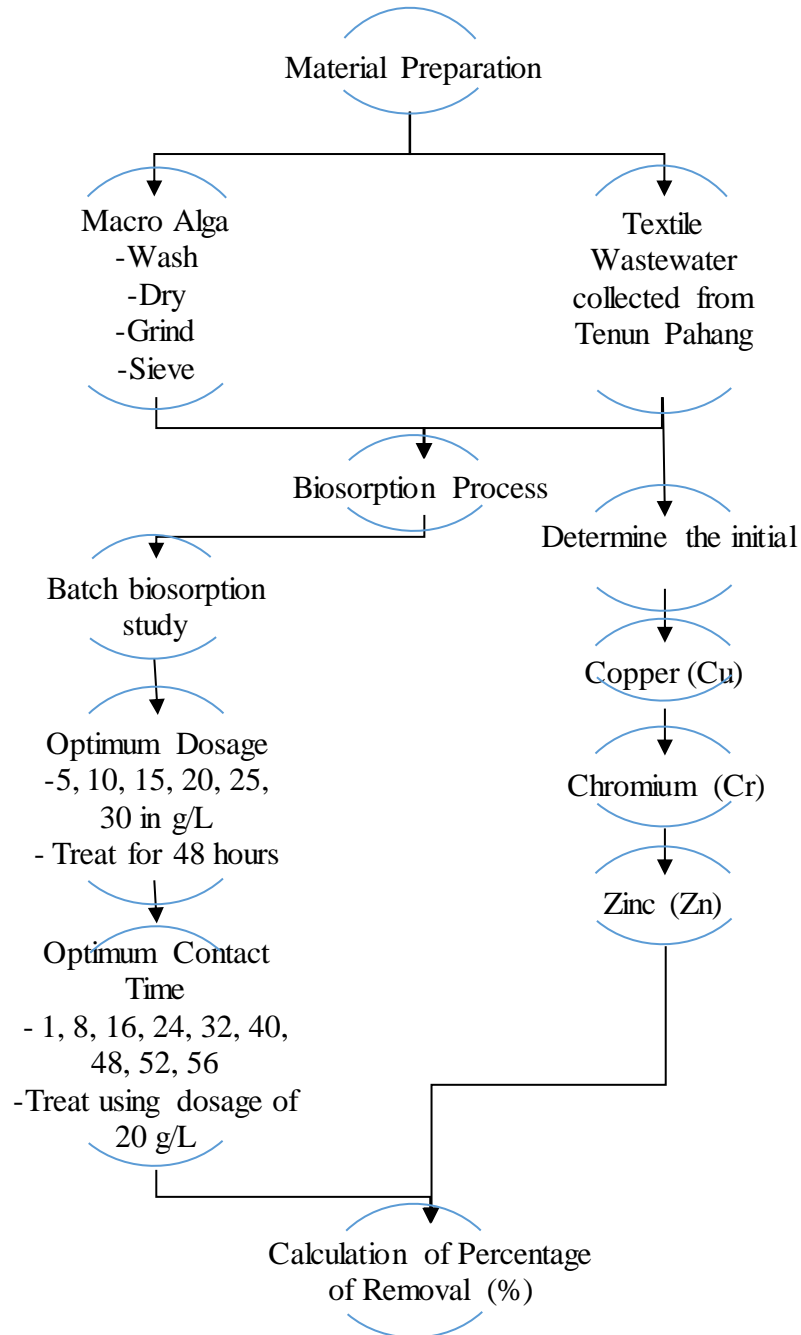 Material Preparation
Macro Alga
-Wash
-Dry
-Grind
-Sieve
Textile
Wastewater
collected from
Tenun Pahang
Biosorption Process
Determine the initial
Batch biosorption
study
Copper (Cu)
Optimum Dosage
-5, 10, 15, 20, 25,
30 in g/L
- Treat for 48 hours
Chromium (Cr)
Zinc (Zn)
Optimum Contact
Time
- 1, 8, 16, 24, 32, 40,
48, 52, 56
-Treat using dosage of
20 g/L
Calculation of Percentage
of Removal (%)